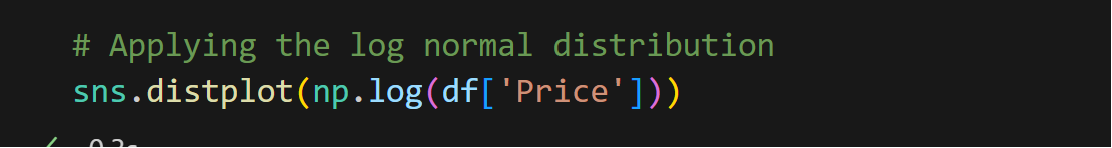 # Applying the log normal distribution
sns.distplot(np.log(df['Price']))